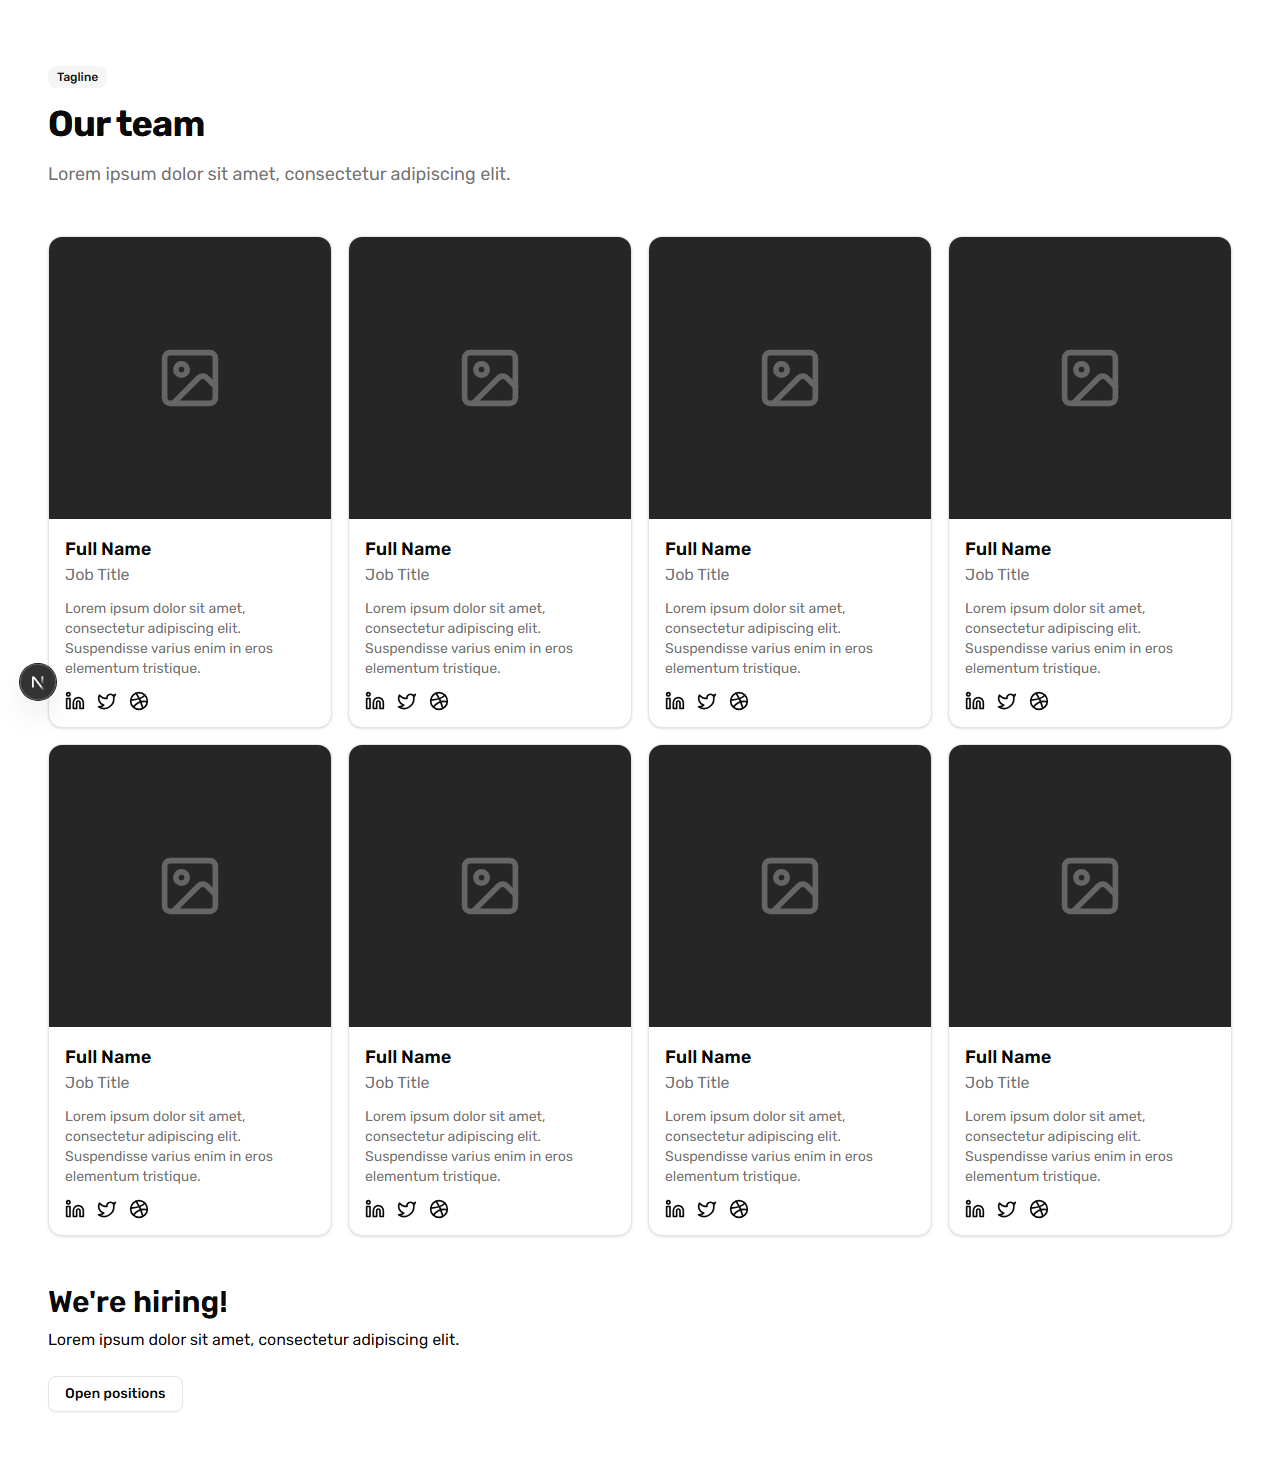 Tagline
Our team
Lorem ipsum dolor sit amet, consectetur adipiscing elit.
Full Name
Job Title
Lorem ipsum dolor sit amet,
consectetur adipiscing elit.
Suspendisse varius enim in eros
elementum tristique.
Full Name
Job Title
Lorem ipsum dolor sit amet,
consectetur adipiscing elit.
Suspendisse varius enim in eros
elementum tristique.
Full Name
Job Title
Lorem ipsum dolor sit amet,
consectetur adipiscing elit.
Suspendisse varius enim in eros
elementum tristique.
Full Name
Job Title
Lorem ipsum dolor sit amet,
consectetur adipiscing elit.
Suspendisse varius enim in eros
elementum tristique.
N
Full Name
Job Title
Lorem ipsum dolor sit amet,
consectetur adipiscing elit.
Suspendisse varius enim in eros
elementum tristique.
Full Name
Job Title
Lorem ipsum dolor sit amet,
consectetur adipiscing elit.
Suspendisse varius enim in eros
elementum tristique.
Full Name
Job Title
Lorem ipsum dolor sit amet,
consectetur adipiscing elit.
Suspendisse varius enim in eros
elementum tristique.
Full Name
Job Title
Lorem ipsum dolor sit amet,
consectetur adipiscing elit.
Suspendisse varius enim in eros
elementum tristique.
We're hiring!
Lorem ipsum dolor sit amet, consectetur adipiscing elit.
Open positions